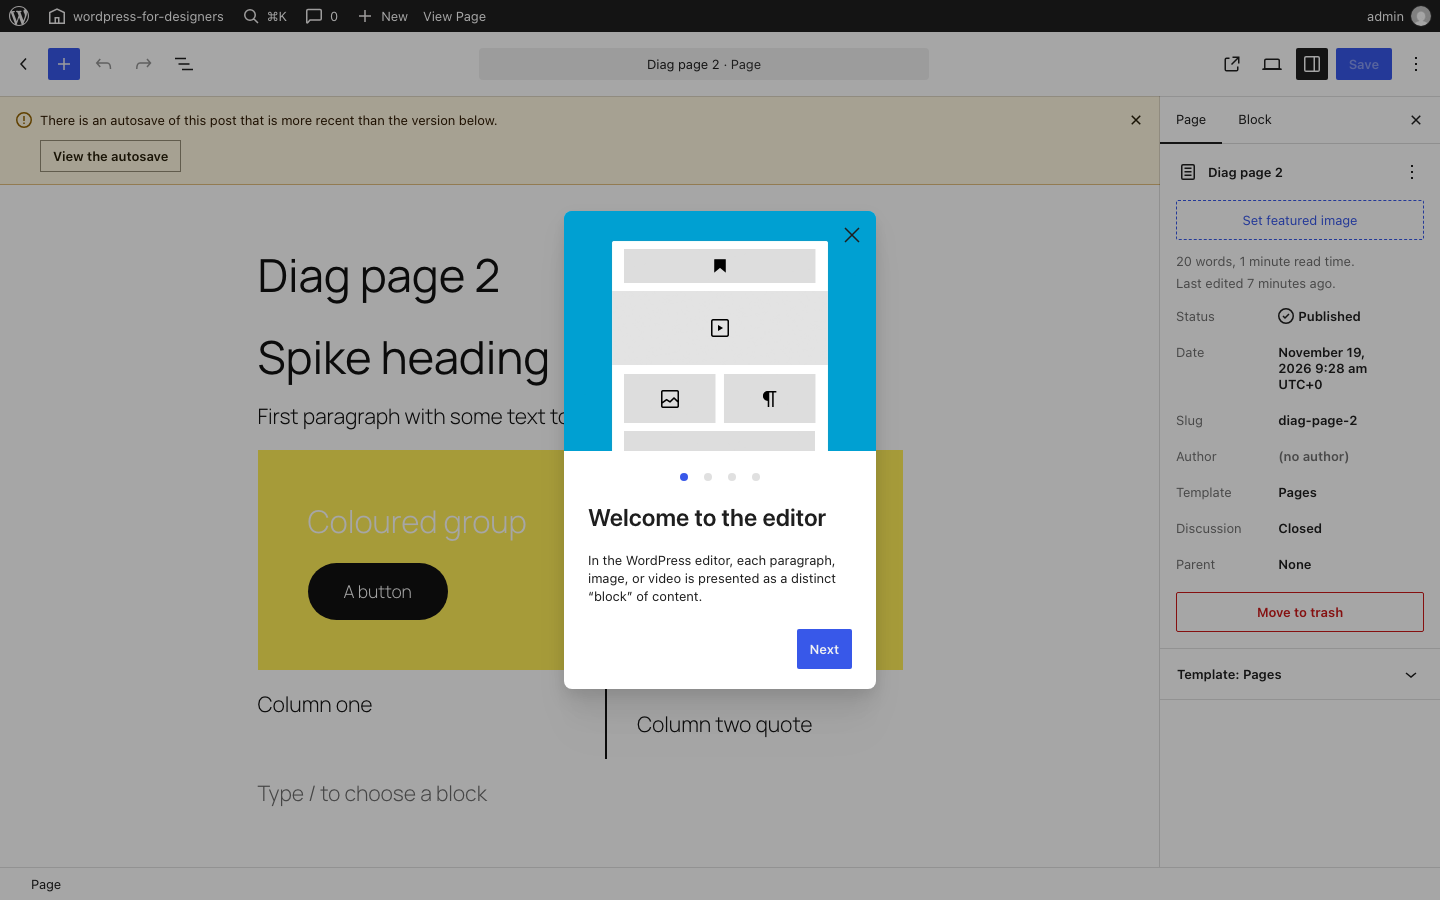 wordpress-for-designers ⌘K 0 New View Page admin
Diag page 2 · Page Save
There is an autosave of this post that is more recent than the version below.
View the autosave
Diag page 2
Spike heading
First paragraph with some text to
Coloured group
A button
Column one
Column two quote
Type / to choose a block
Welcome to the editor
In the WordPress editor, each paragraph,
image, or video is presented as a distinct
“block” of content.
Next
Page Block
Diag page 2
Set featured image
20 words, 1 minute read time.
Last edited 7 minutes ago.
Status Published
Date November 19,
2026 9:28 am
UTC+0
Slug diag-page-2
Author (no author)
Template Pages
Discussion Closed
Parent None
Move to trash
Template: Pages
Page